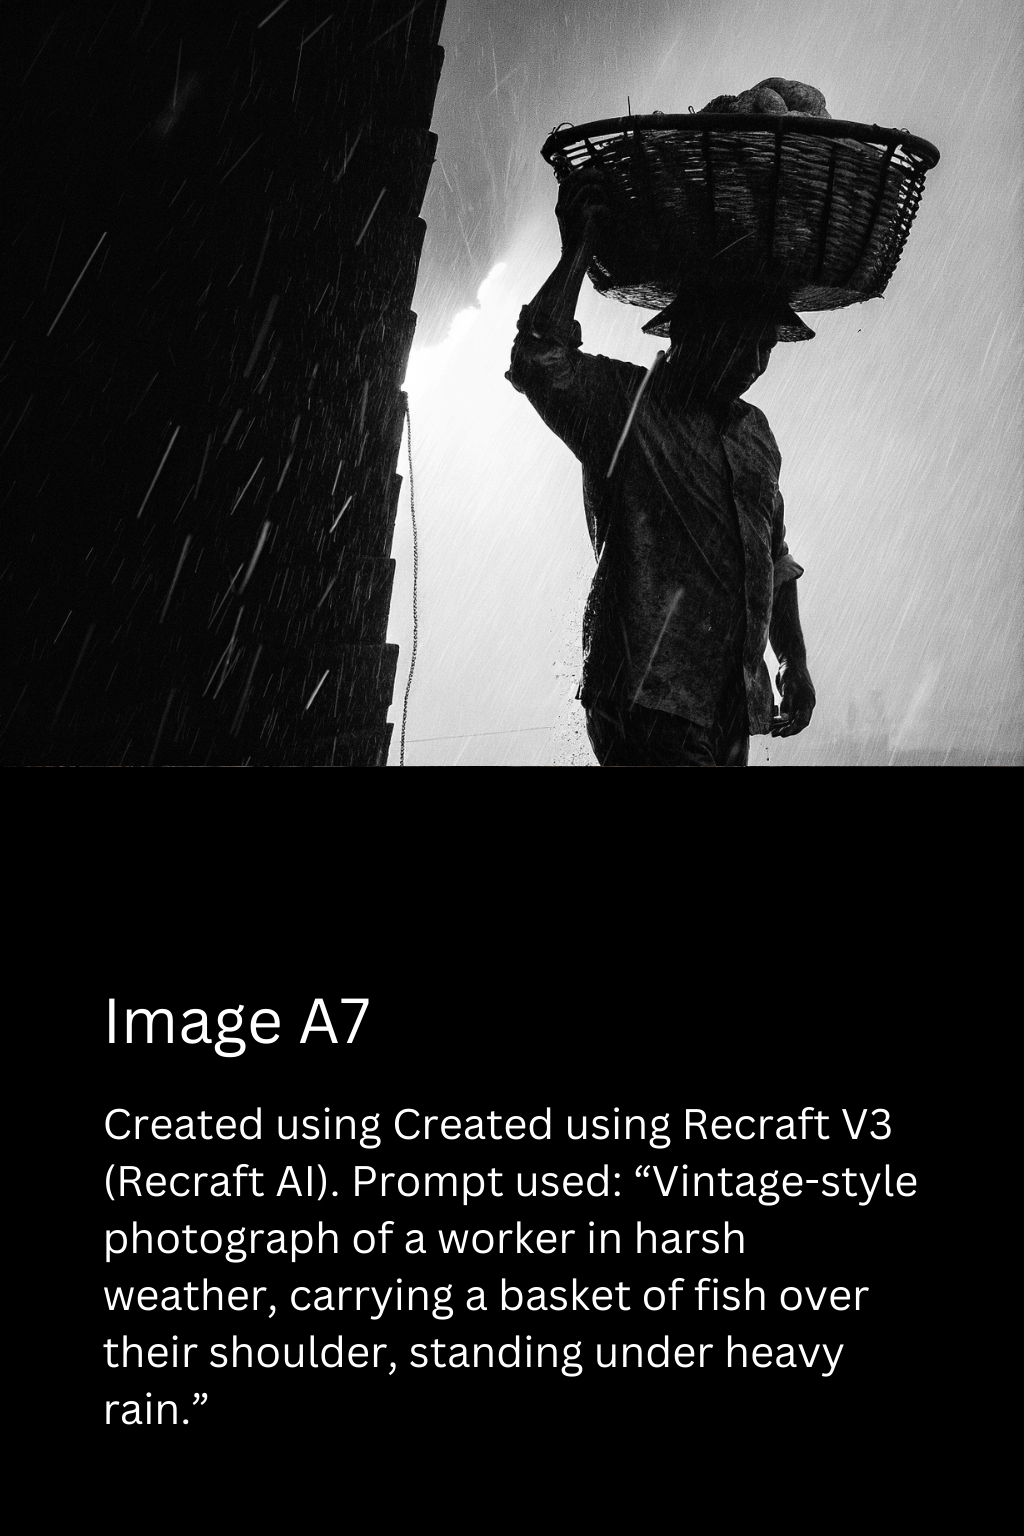 Image A7
Created using Created using Recraft V3
(Recraft AI). Prompt used: “Vintage-style
photograph of a worker in harsh
weather, carrying a basket of fish over
their shoulder, standing under heavy
rain.”